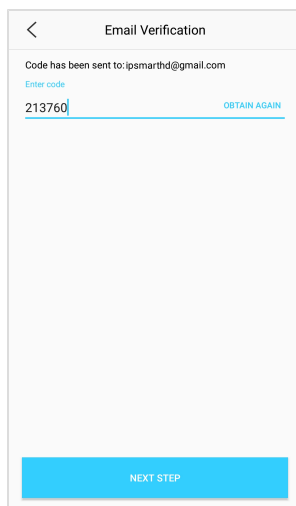 Email Verification
Code has been sent to: ipsmarthd@gmail.com
Enter code
213760 OBTAIN AGAIN
NEXT STEP